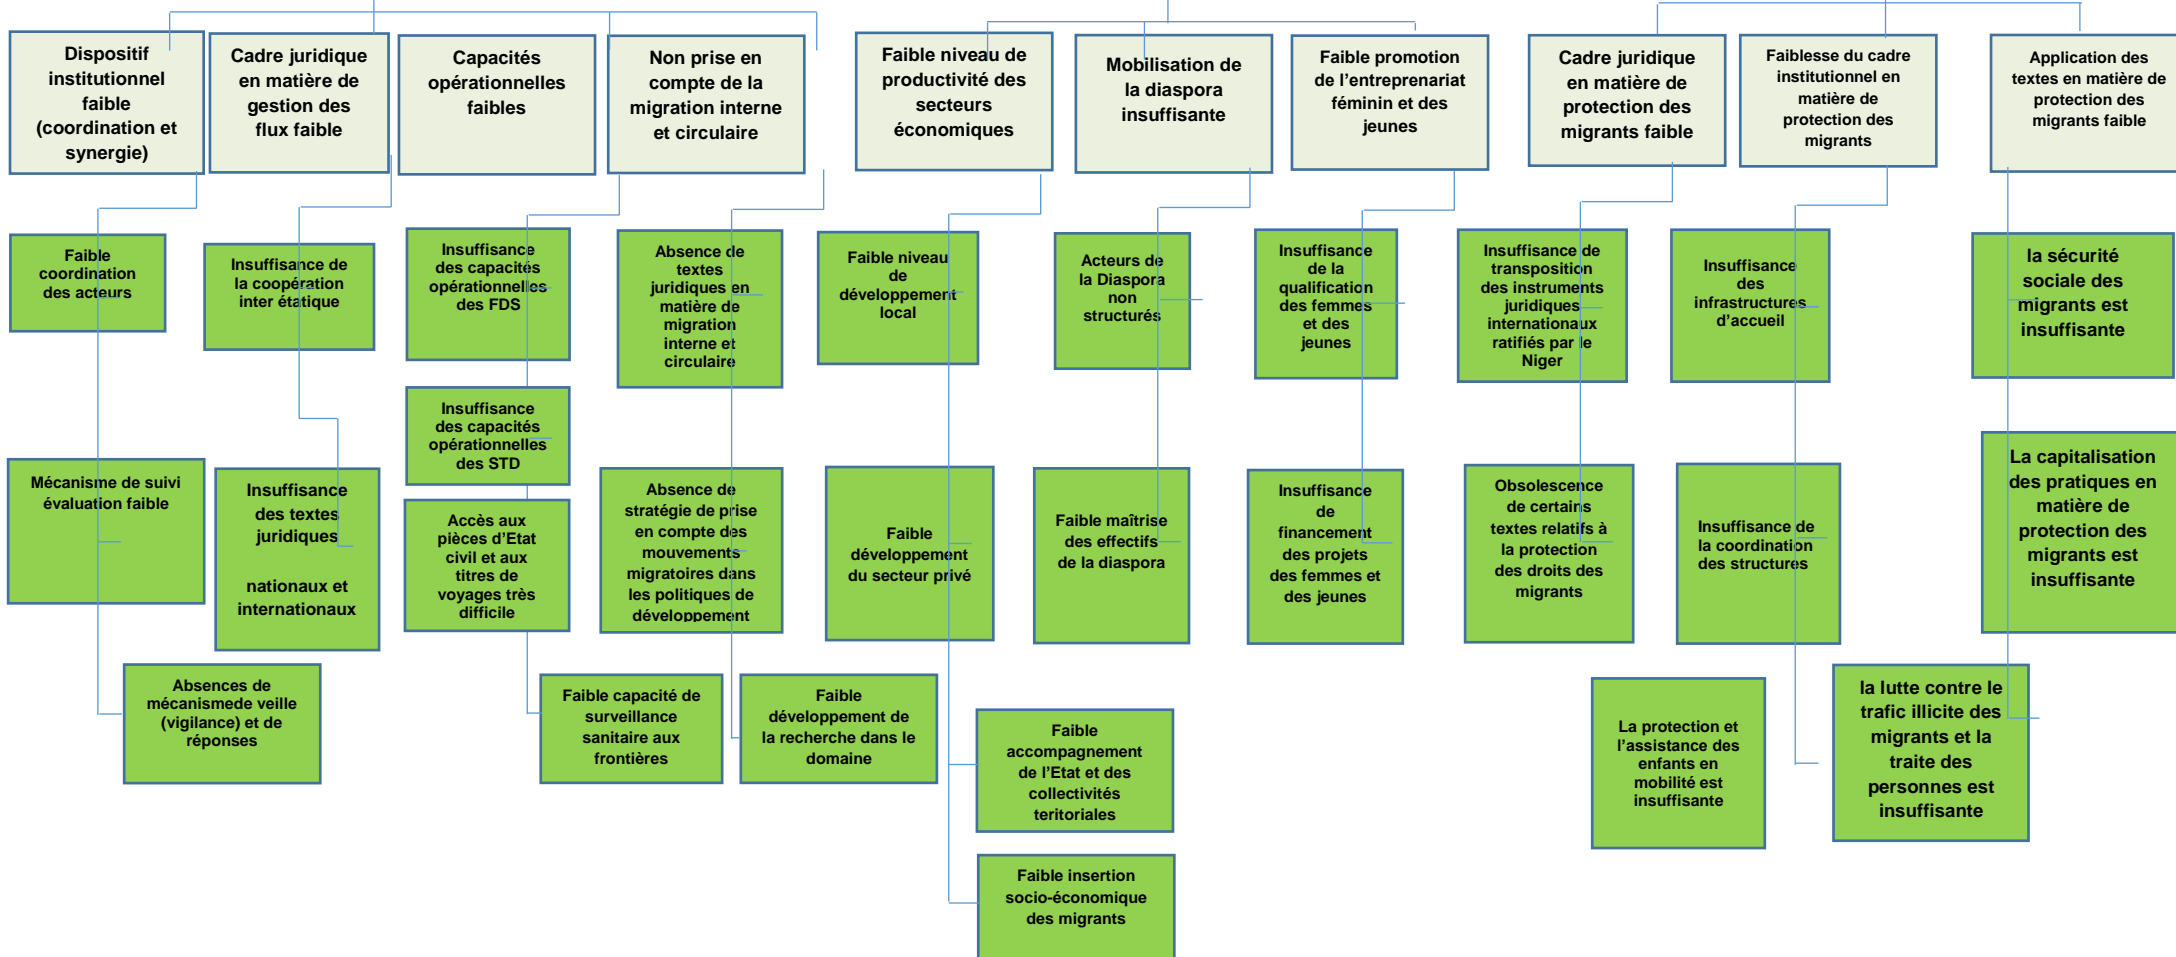 Dispositif
institutionnel
faible
(coordination et
synergie)
Cadre juridique
en matière de
gestion des
flux faible
Capacités
opérationnelles
faibles
Non prise en
compte de la
migration interne
et circulaire
Faible niveau de
productivité des
secteurs
économiques
Mobilisation de
la diaspora
insuffisante
Faible promotion
de l'entreprenariat
féminin et des
jeunes
Cadre juridique
en matière de
protection des
migrants faible
Faiblesse du cadre
institutionnel en
matière de
protection des
migrants
Application des
textes en matière de
protection des
migrants faible
Faible
coordination
des acteurs
Insuffisance de
la coopération
inter étatique
Insuffisance
des capacités
opérationnelles
des FDS
Absence de
textes
juridiques en
matière de
migration
interne et
circulaire
Faible niveau
de
développement
local
Acteurs de
la Diaspora
non
structurés
Insuffisance
de la
qualification
des femmes
et des
jeunes
Insuffisance de
transposition
des instruments
juridiques
internationaux
ratifiés par le
Niger
Insuffisance
des
infrastructures
d'accueil
la sécurité
sociale des
migrants est
insuffisante
Insuffisance
des capacités
opérationnelles
des STD
Mécanisme de suivi
évaluation faible
Insuffisance
des textes
juridiques
nationaux et
internationaux
Accès aux
pièces d'Etat
civil et aux
titres de
voyages très
difficile
Absence de
stratégie de prise
en compte des
mouvements
migratoires dans
les politiques de
développement
Faible
développement
du secteur privé
Faible maîtrise
des effectifs
de la diaspora
Insuffisance
de
financement
des projets
des femmes et
des jeunes
Obsolescence
de certains
textes relatifs à
la protection
des droits des
migrants
Insuffisance de
la coordination
des structures
La capitalisation
des pratiques en
matière de
protection des
migrants est
insuffisante
Absences de
mécanismede veille
(vigilance) et de
réponses
Faible capacité de
surveillance
sanitaire aux
frontières
Faible
développement de
la recherche dans le
domaine
Faible
accompagnement
de l'Etat et des
collectivités
teritoriales
La protection et
l'assistance des
enfants en
mobilité est
insuffisante
la lutte contre le
trafic illicite des
migrants et la
traite des
personnes est
insuffisante
Faible insertion
socio-économique
des migrants